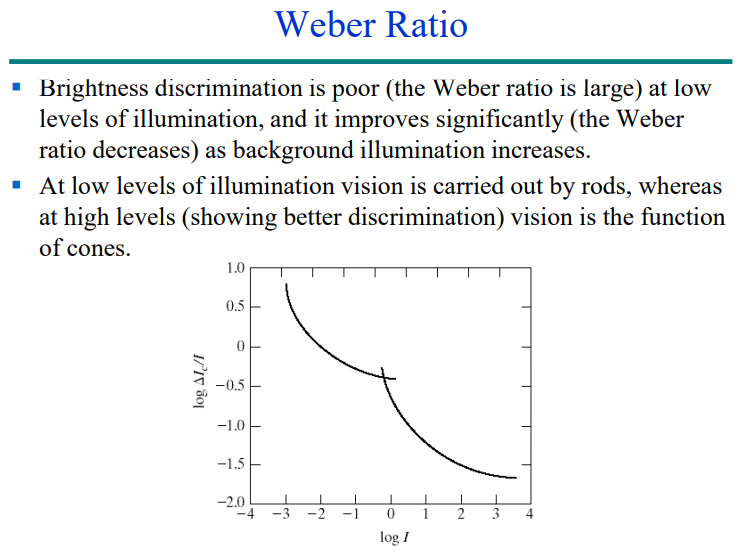 Weber Ratio
▪ Brightness discrimination is poor (the Weber ratio is large) at low
levels of illumination, and it improves significantly (the Weber
ratio decreases) as background illumination increases.
▪ At low levels of illumination vision is carried out by rods, whereas
at high levels (showing better discrimination) vision is the function
of cones.
1.0
0.5
0
−0.5
−1.0
−1.5
−2.0
log ΔI_c/I
−4 −3 −2 −1 0 1 2 3 4
log I